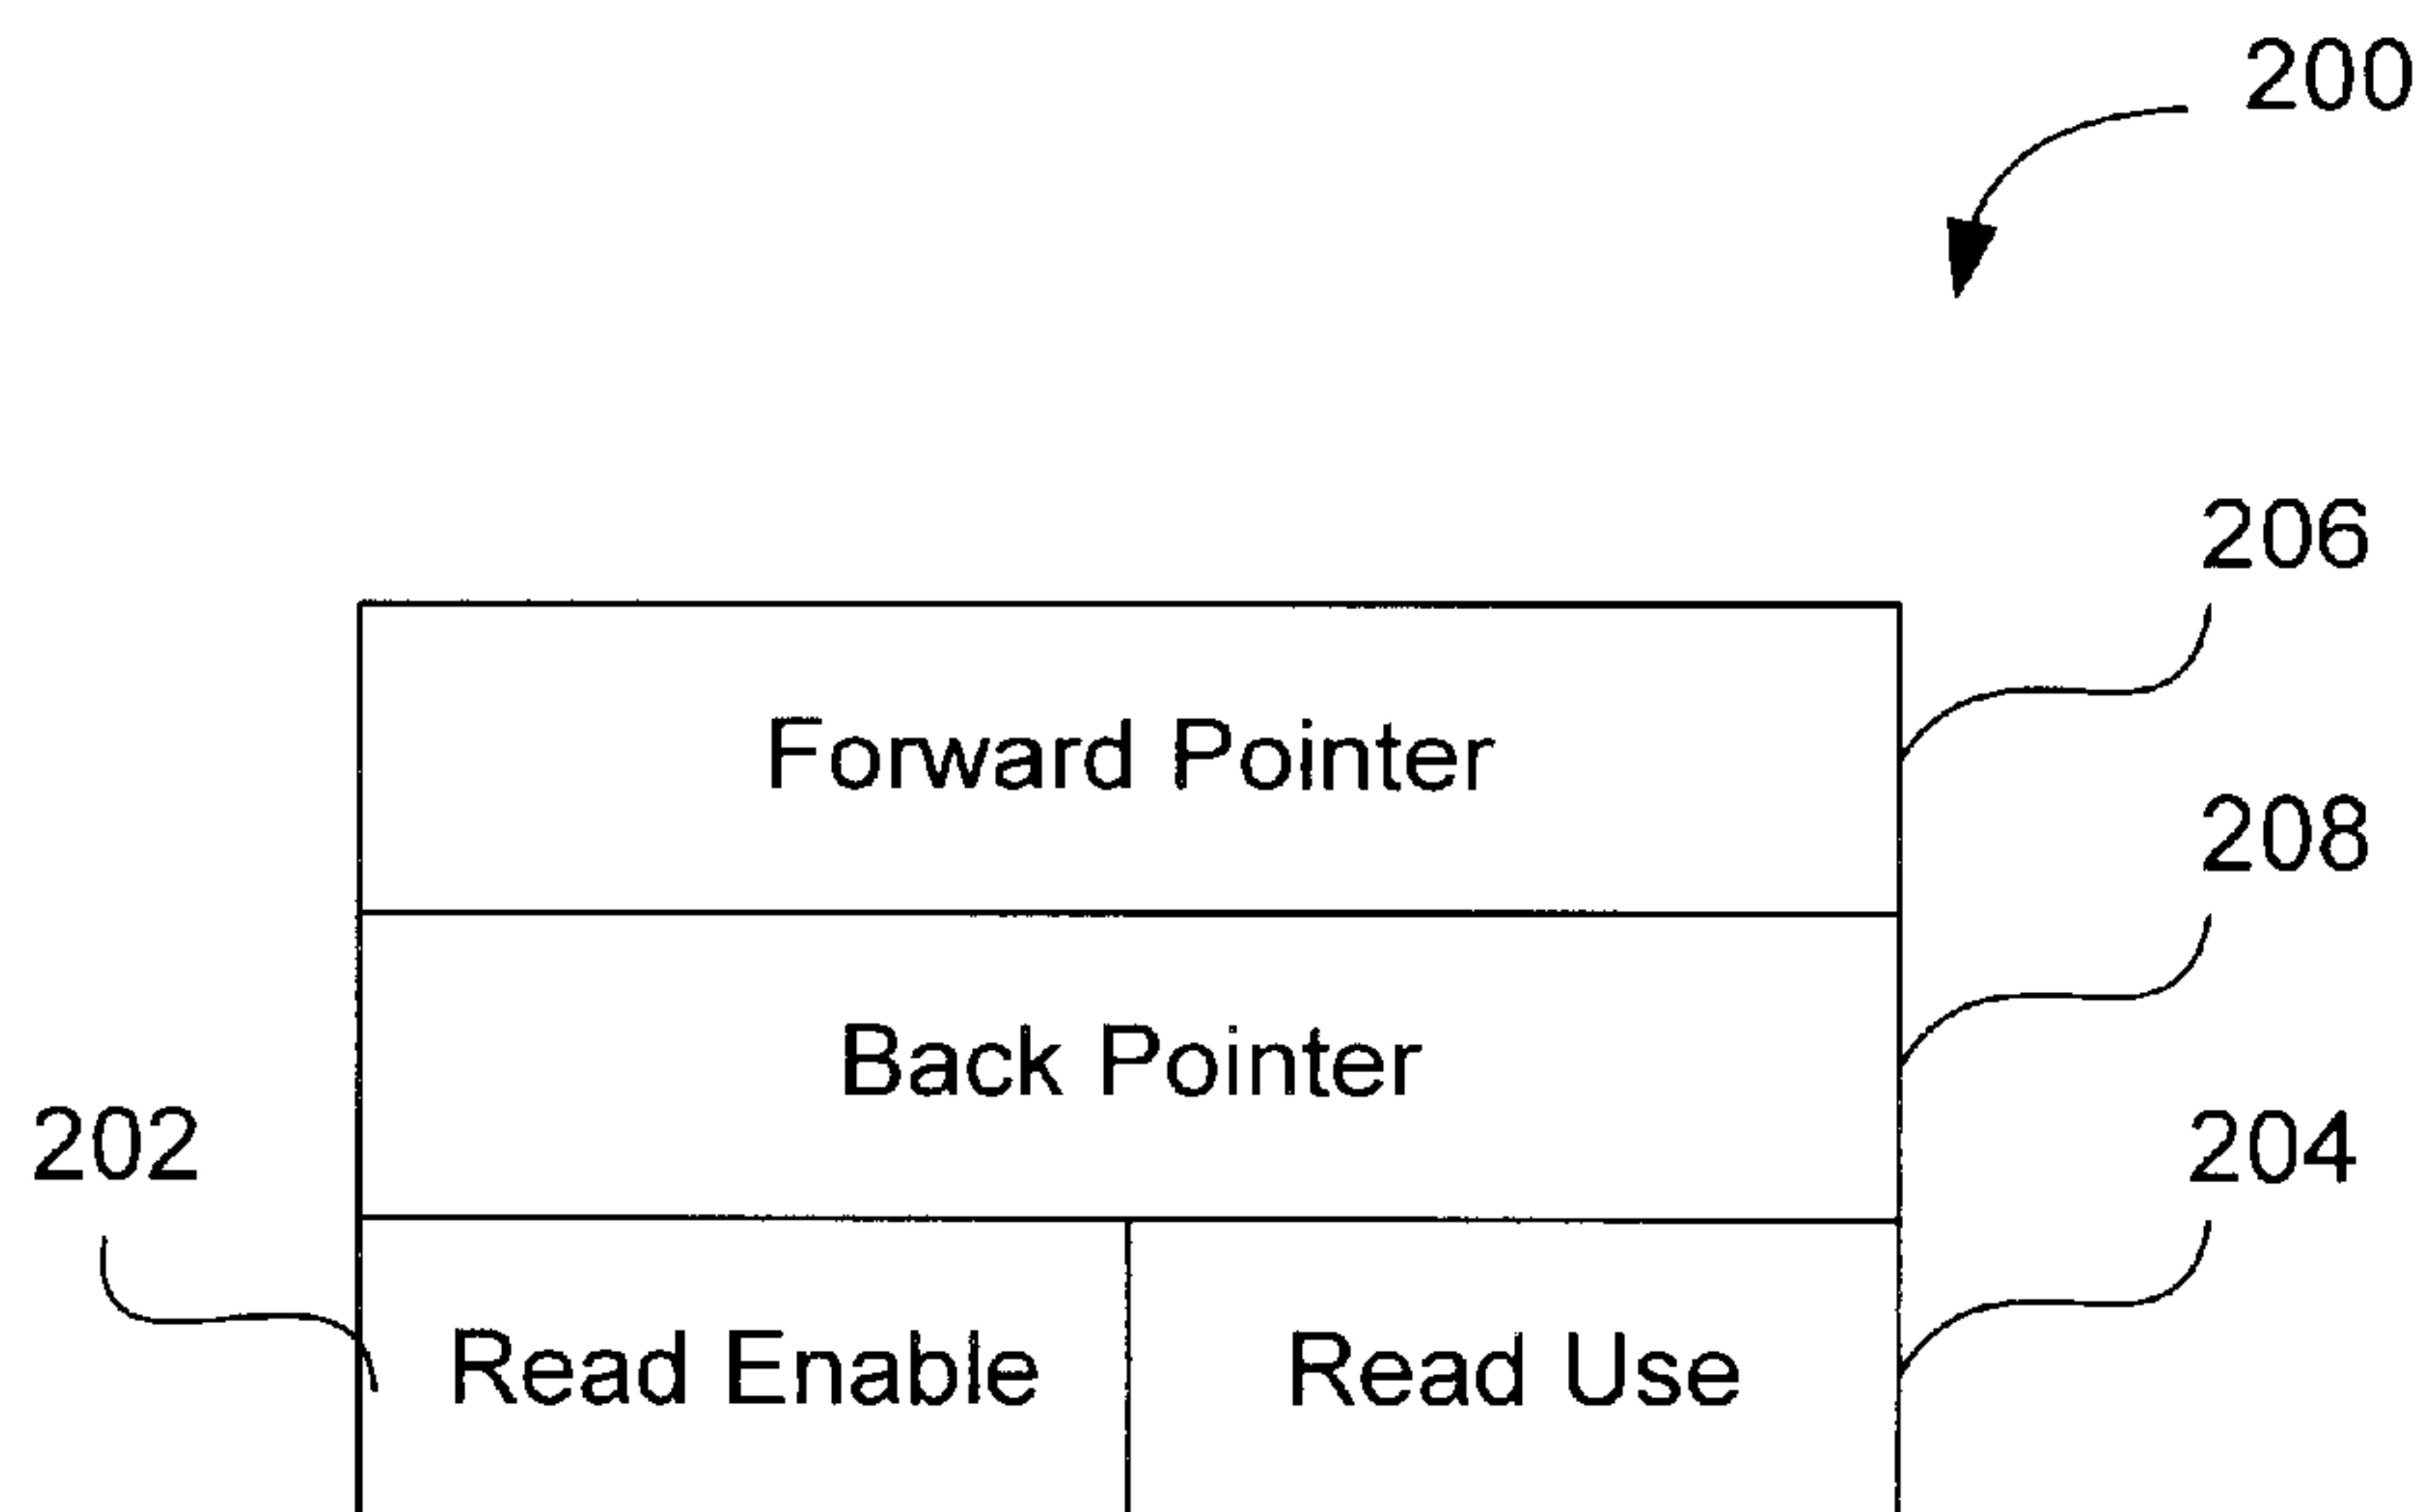 200
206
Forward Pointer
208
Back Pointer
202
204
Read Enable
Read Use